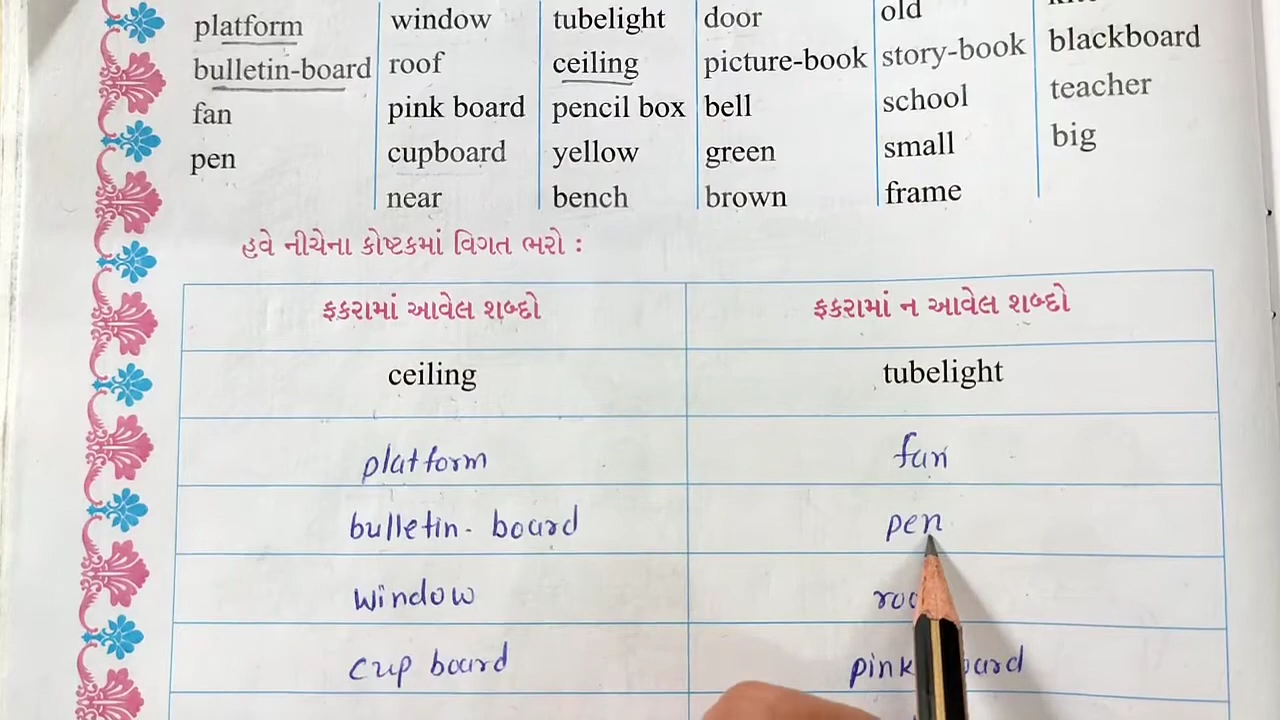 platform window tubelight door old
bulletin-board roof ceiling picture-book story-book blackboard
fan pink board pencil box bell school teacher
pen cupboard yellow green small big
near bench brown frame
હવે નીચેના કોષ્ટકમાં વિગત ભરો :
ફકરામાં આવેલ શબ્દો ફકરામાં ન આવેલ શબ્દો
ceiling tubelight
platform fan
bulletin- board pen
window
cup board pink